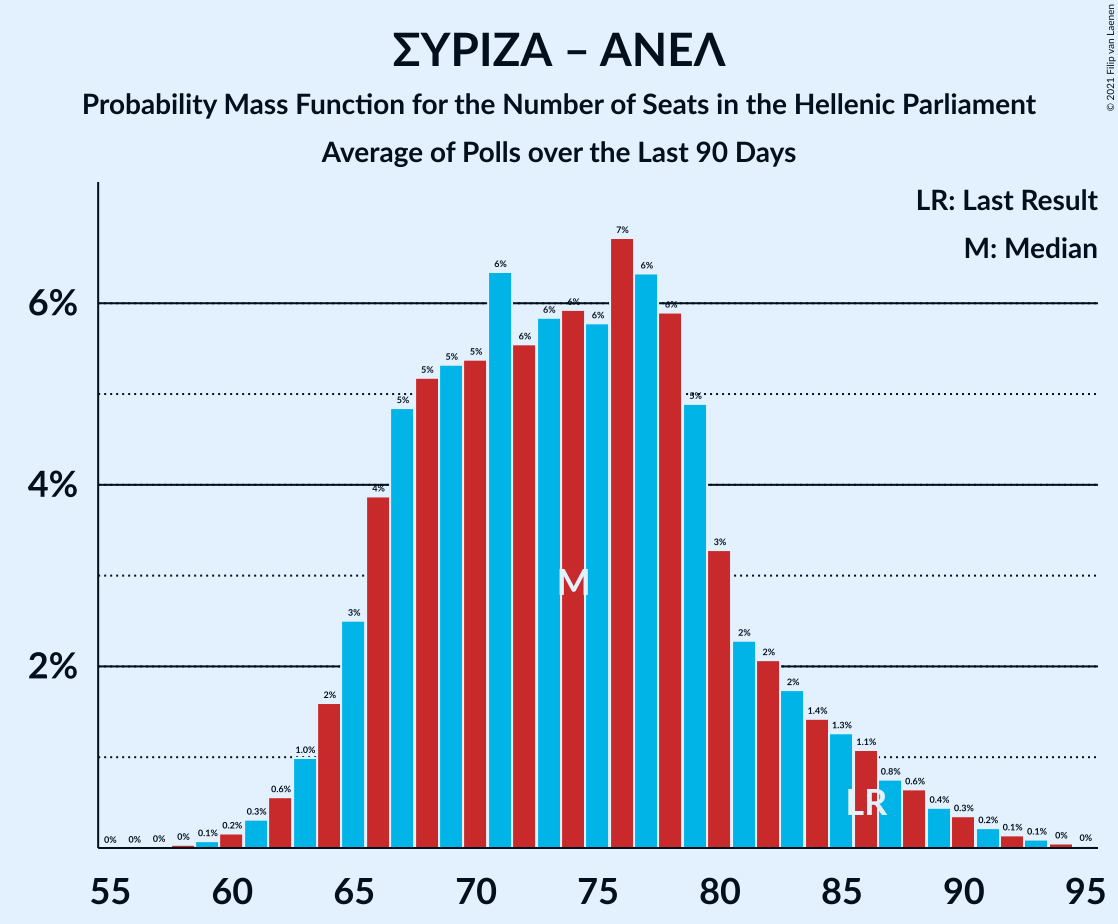 ΣΥΡΙΖΑ – ΑΝΕΛ
Probability Mass Function for the Number of Seats in the Hellenic Parliament
Average of Polls over the Last 90 Days
© 2021 Filip van Laenen
LR: Last Result
M: Median
6%
4%
2%
0% 0% 0% 0% 0.1% 0.2% 0.3% 0.6% 1.0% 2% 3% 4% 5% 5% 5% 5% 6% 6% 6% 6% 6% 7% 6% 6% 5% 3% 2% 2% 2% 1.4% 1.3% 1.1% 0.8% 0.6% 0.4% 0.3% 0.2% 0.1% 0.1% 0% 0%
M
LR
55 60 65 70 75 80 85 90 95